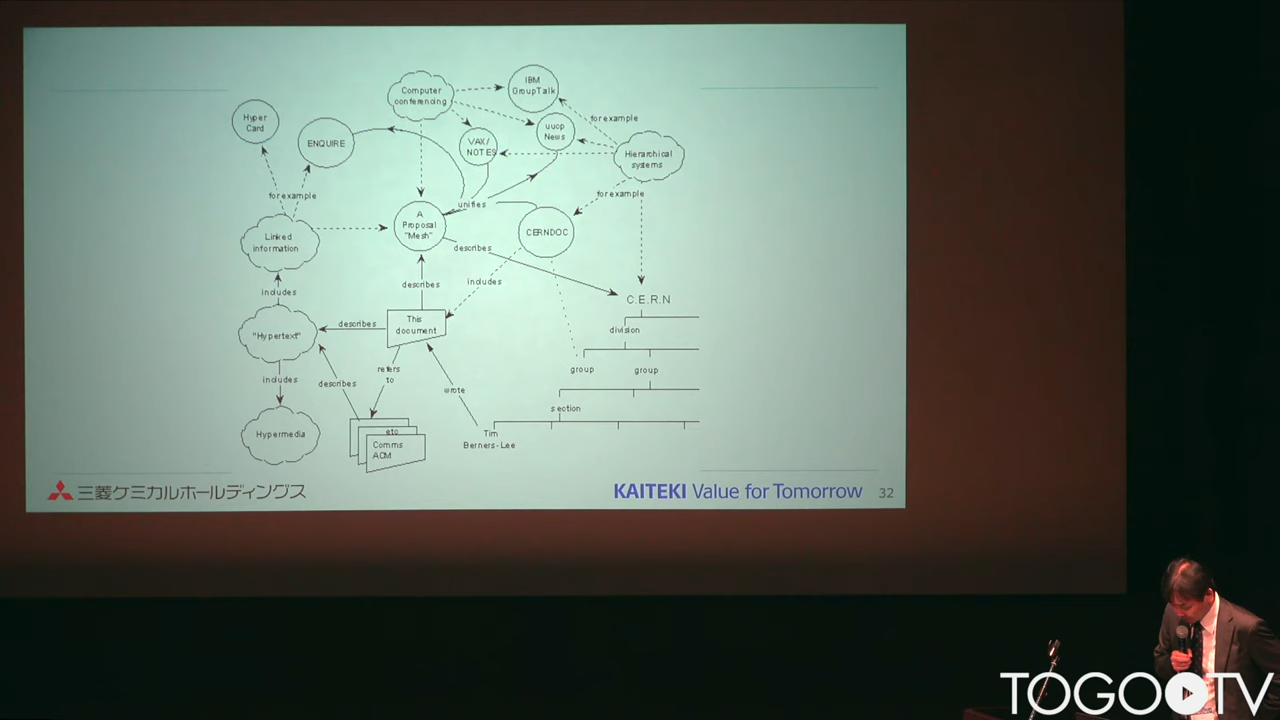 Computer
conferencing
IBM
GroupTalk
Hyper
Card
ENQUIRE
VAX/
NOTES
uucp
News
for example
Hierarchical
systems
for example
for example
unifies
A
Proposal
"Mesh"
CERNDOC
Linked
information
describes
includes
describes
includes
C.E.R.N
This
document
describes
"Hypertext"
division
refers
to
group
group
includes
describes
wrote
section
etc
Comms
ACM
Hypermedia
Tim
Berners-Lee
三菱ケミカルホールディングス
KAITEKI Value for Tomorrow
32
TOGOTV